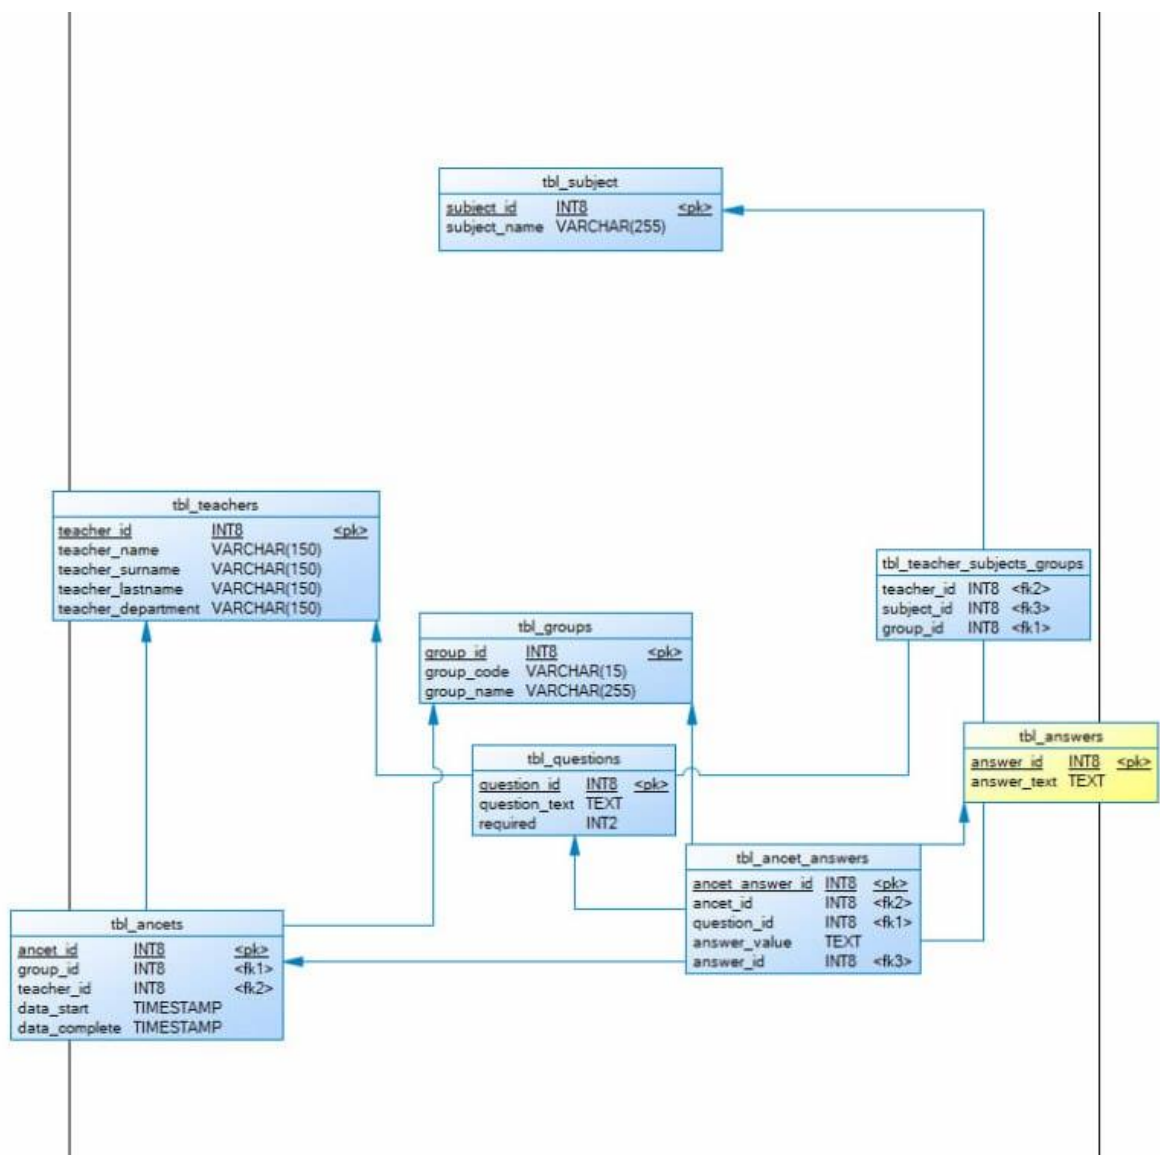 tbl_subject
subject_id INT8 <pk>
subject_name VARCHAR(255)
tbl_teachers
teacher_id INT8 <pk>
teacher_name VARCHAR(150)
teacher_surname VARCHAR(150)
teacher_lastname VARCHAR(150)
teacher_department VARCHAR(150)
tbl_teacher_subjects_groups
teacher_id INT8 <fk2>
subject_id INT8 <fk3>
group_id INT8 <fk1>
tbl_groups
group_id INT8 <pk>
group_code VARCHAR(15)
group_name VARCHAR(255)
tbl_answers
answer_id INT8 <pk>
answer_text TEXT
tbl_questions
question_id INT8 <pk>
question_text TEXT
required INT2
tbl_ancet_answers
ancet_answer_id INT8 <pk>
ancet_id INT8 <fk2>
question_id INT8 <fk1>
answer_value TEXT
answer_id INT8 <fk3>
tbl_ancets
ancet_id INT8 <pk>
group_id INT8 <fk1>
teacher_id INT8 <fk2>
data_start TIMESTAMP
data_complete TIMESTAMP